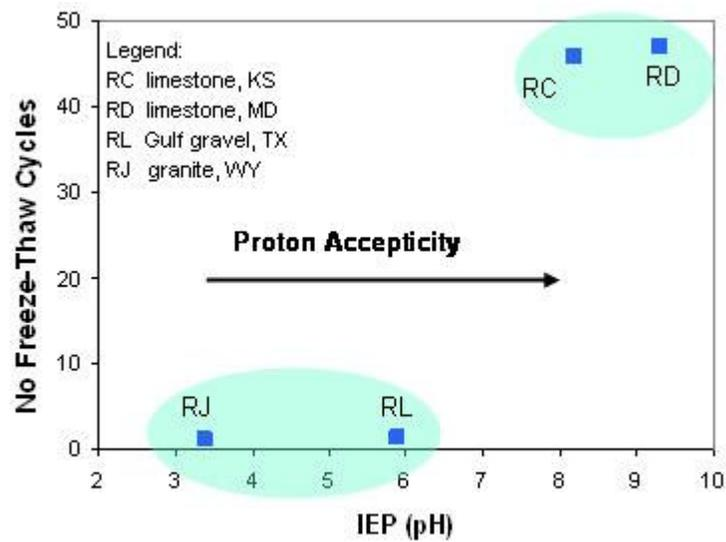 50
Legend:
RC limestone, KS
RD limestone, MD
RL Gulf gravel, TX
RJ granite, WY
RC
RD
40
30
Proton Accepticity
20
10
RJ
RL
0
2 3 4 5 6 7 8 9 10
IEP (pH)
No Freeze-Thaw Cycles